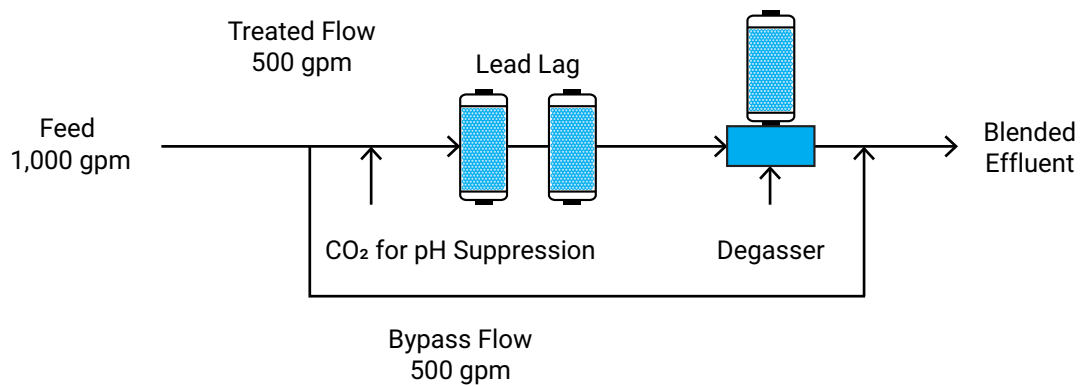 Treated Flow
500 gpm
Lead Lag
Feed
1,000 gpm
Blended
Effluent
CO₂ for pH Suppression
Degasser
Bypass Flow
500 gpm